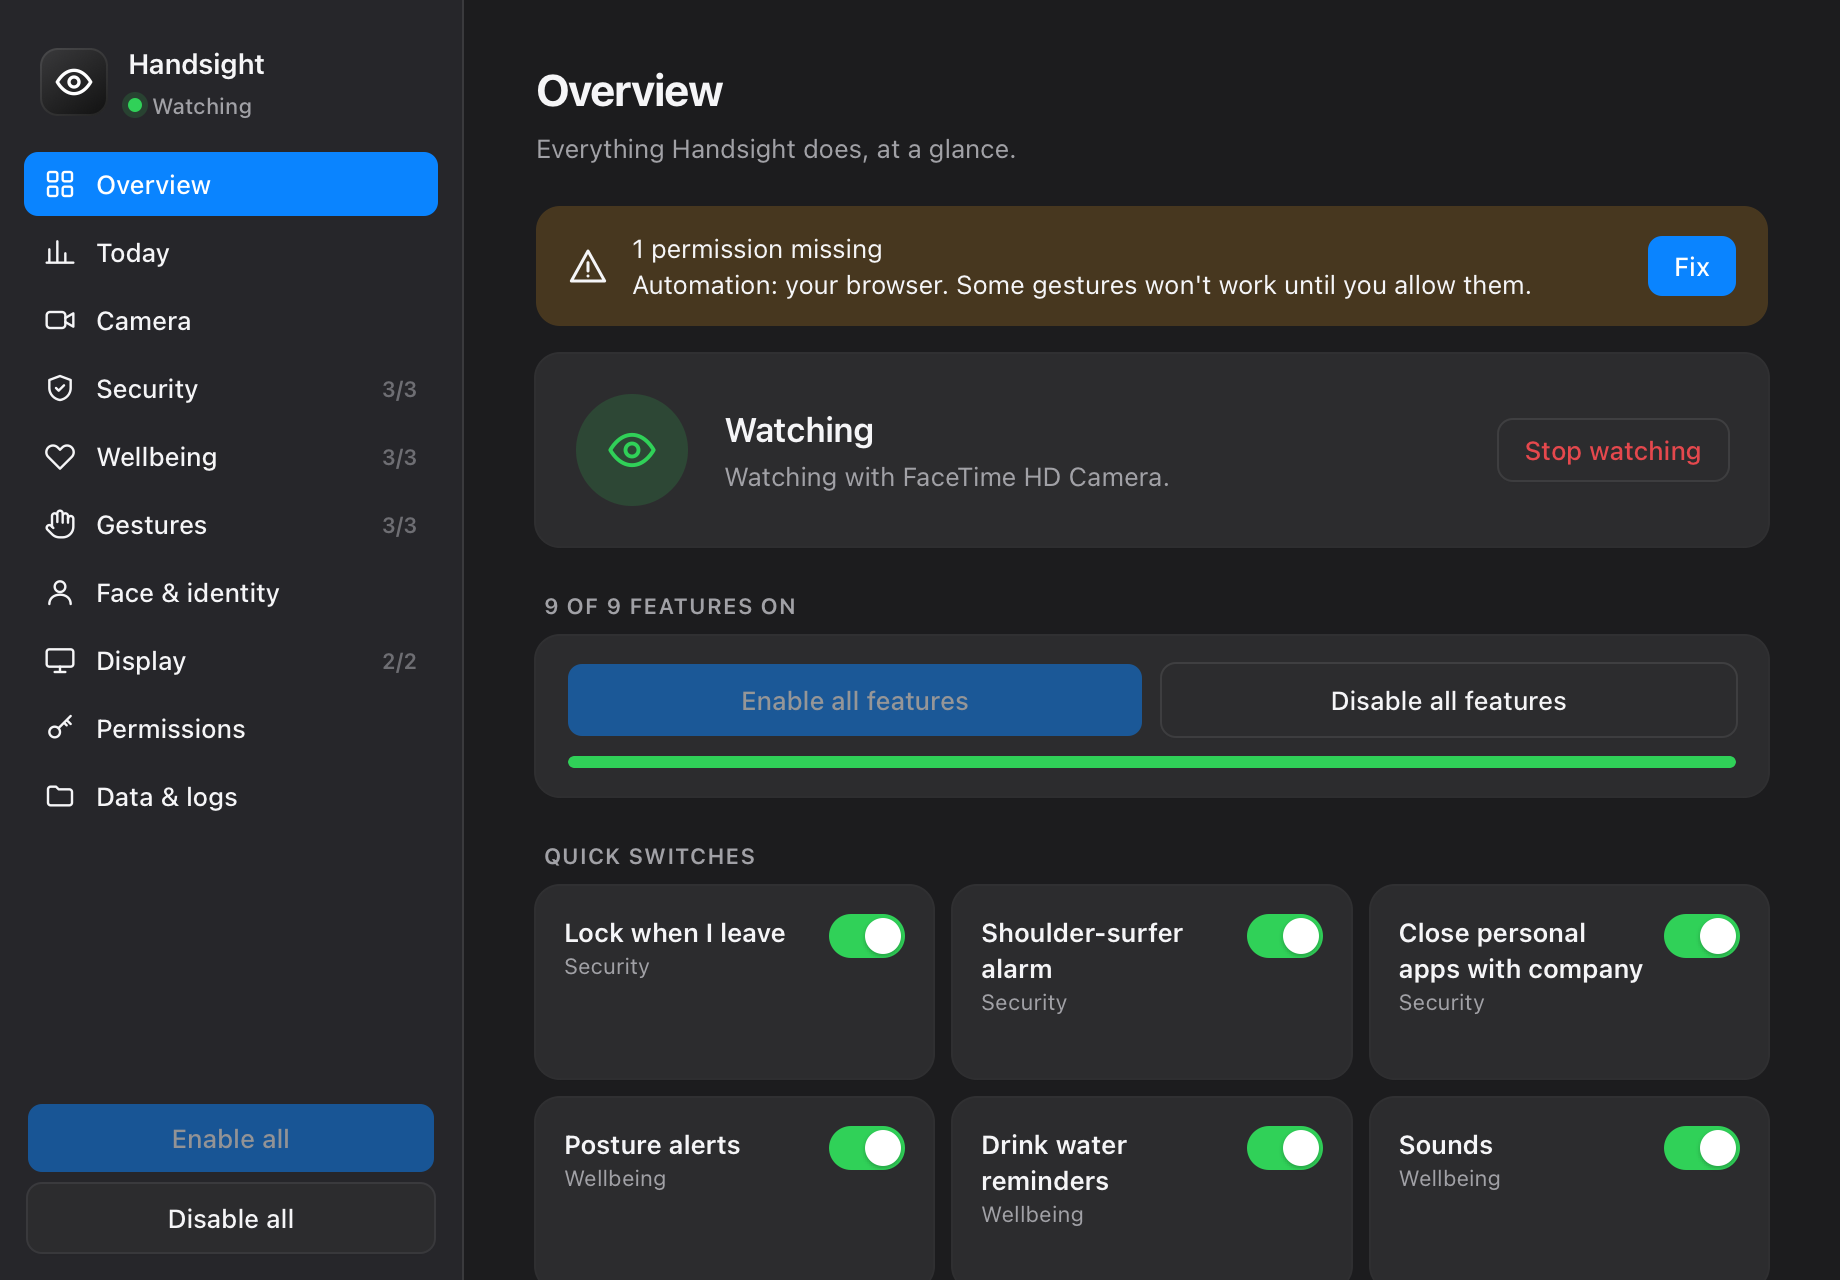 Handsight
Watching
Overview
Today
Camera
Security 3/3
Wellbeing 3/3
Gestures 3/3
Face & identity
Display 2/2
Permissions
Data & logs
Enable all
Disable all
Overview
Everything Handsight does, at a glance.
1 permission missing
Automation: your browser. Some gestures won't work until you allow them.
Fix
Watching
Watching with FaceTime HD Camera.
Stop watching
9 OF 9 FEATURES ON
Enable all features
Disable all features
QUICK SWITCHES
Lock when I leave
Security
Shoulder-surfer
alarm
Security
Close personal
apps with company
Security
Posture alerts
Wellbeing
Drink water
reminders
Wellbeing
Sounds
Wellbeing